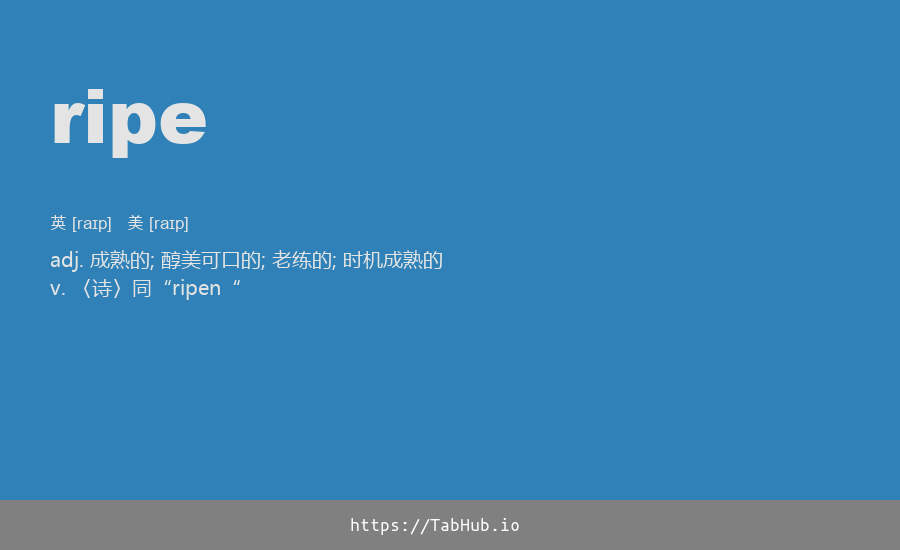 ripe
英 [raɪp] 美 [raɪp]
adj. 成熟的; 醇美可口的; 老练的; 时机成熟的
v. 〈诗〉同“ripen“
https://TabHub.io